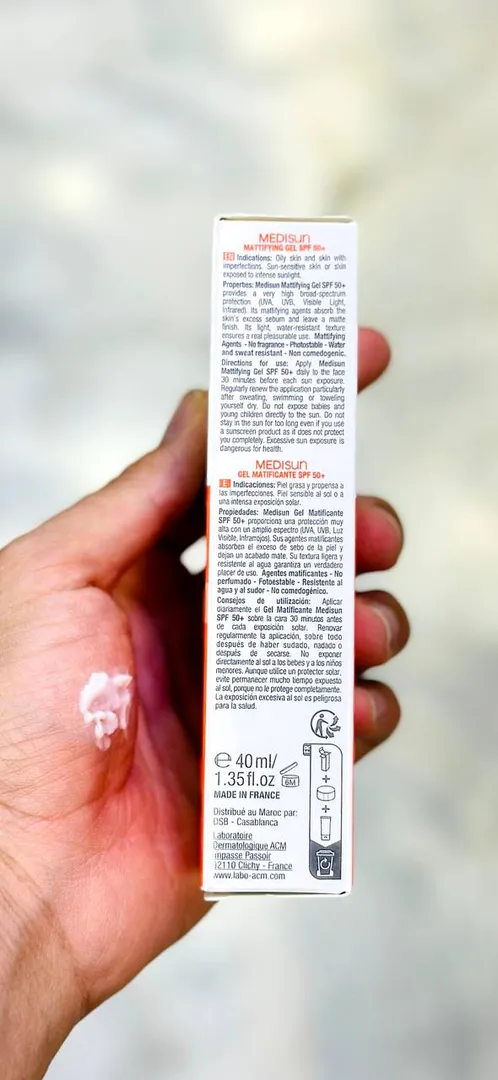 MEDISUN
MATTIFYING GEL SPF 50+
EN Indications: Oily skin and skin with
imperfections. Sun-sensitive skin or skin
exposed to intense sunlight.
Properties: Medisun Mattifying Gel SPF 50+
provides a very high broad-spectrum
protection (UVA, UVB, Visible Light,
Infrared). Its mattifying agents absorb the
skin's excess sebum and leave a matte
finish. Its light, water-resistant texture
ensures a real pleasurable use. Mattifying
Agents - No fragrance - Photostable - Water
and sweat resistant - Non comedogenic.
Directions for use: Apply Medisun
Mattifying Gel SPF 50+ daily to the face
30 minutes before each sun exposure.
Regularly renew the application particularly
after sweating, swimming or toweling
yourself dry. Do not expose babies and
young children directly to the sun. Do not
stay in the sun for too long even if you use
a sunscreen product as it does not protect
you completely. Excessive sun exposure is
dangerous for health.
MEDISUN
GEL MATIFICANTE SPF 50+
E Indicaciones: Piel grasa y propensa a
las imperfecciones. Piel sensible al sol o a
una intensa exposición solar.
Propiedades: Medisun Gel Matificante
SPF 50+ proporciona una protección muy
alta con un amplio espectro (UVA, UVB, Luz
Visible, Infrarrojos). Sus agentes matificantes
absorben el exceso de sebo de la piel y
dejan un acabado mate. Su textura ligera y
resistente al agua garantiza un verdadero
placer de uso. Agentes matificantes - No
perfumado - Fotoestable - Resistente al
agua y al sudor - No comedogénico.
Consejos de utilización: Aplicar
diariamente el Gel Matificante Medisun
SPF 50+ sobre la cara 30 minutos antes
de cada exposición solar. Renovar
regularmente la aplicación, sobre todo
después de haber sudado, nadado o
después de secarse. No exponer
directamente al sol a los bebes y a los niños
menores. Aunque utilice un protector solar,
evite permanecer mucho tiempo expuesto
al sol, porque no le protege completamente.
La exposición excesiva al sol es peligrosa
para la salud.
e 40 ml/
1.35 fl.oz 6M
MADE IN FRANCE
Distribué au Maroc par:
DSB - Casablanca
Laboratoire
Dermatologique ACM
Impasse Passoir
92110 Clichy - France
www.labo-acm.com
+
+